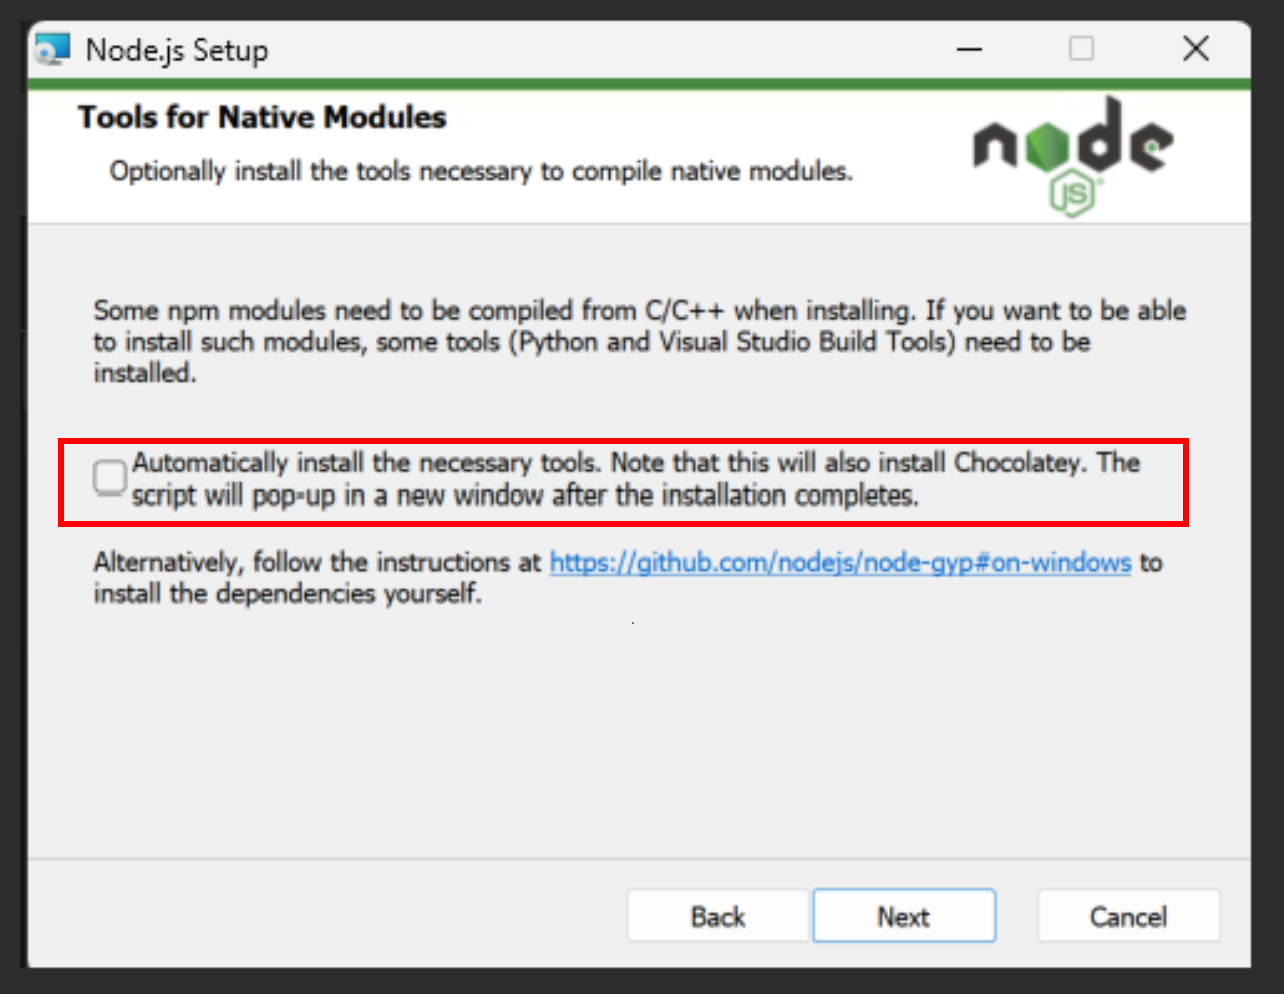 Node.js Setup
Tools for Native Modules
Optionally install the tools necessary to compile native modules.
node
JS
Some npm modules need to be compiled from C/C++ when installing. If you want to be able
to install such modules, some tools (Python and Visual Studio Build Tools) need to be
installed.
Automatically install the necessary tools. Note that this will also install Chocolatey. The
script will pop-up in a new window after the installation completes.
Alternatively, follow the instructions at https://github.com/nodejs/node-gyp#on-windows to
install the dependencies yourself.
Back
Next
Cancel